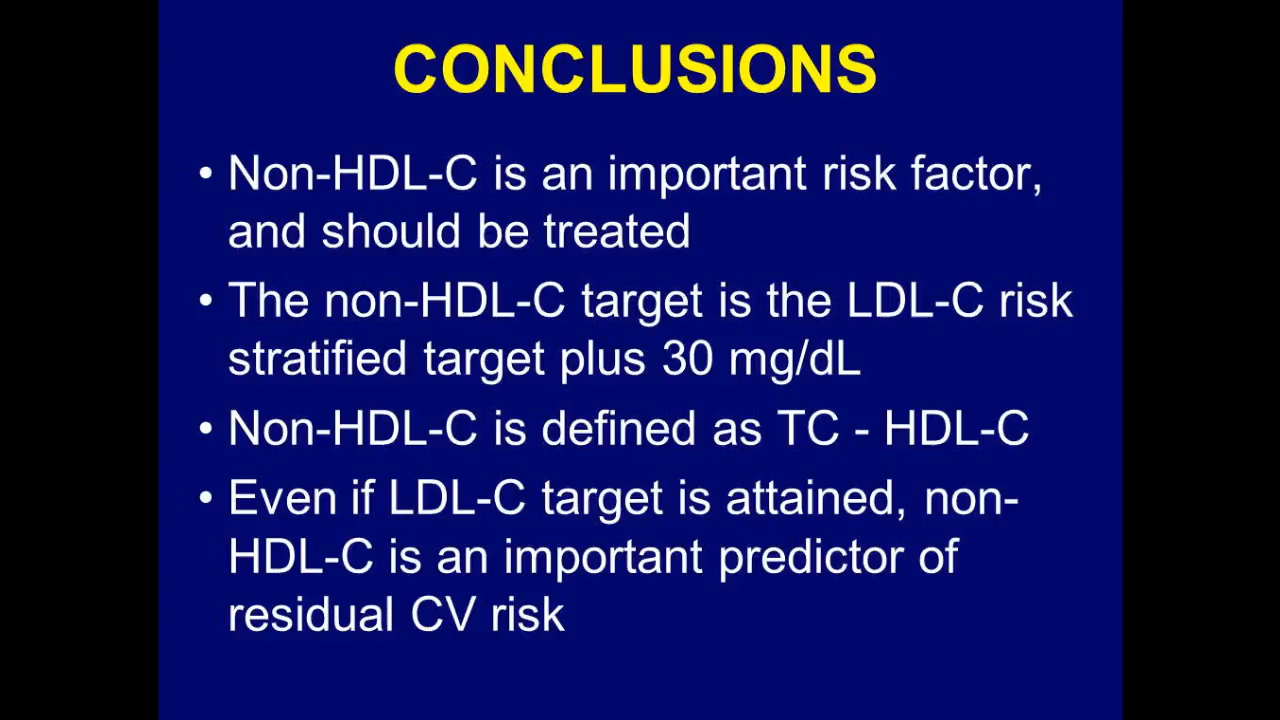 CONCLUSIONS
• Non-HDL-C is an important risk factor,
and should be treated
• The non-HDL-C target is the LDL-C risk
stratified target plus 30 mg/dL
• Non-HDL-C is defined as TC - HDL-C
• Even if LDL-C target is attained, non-
HDL-C is an important predictor of
residual CV risk